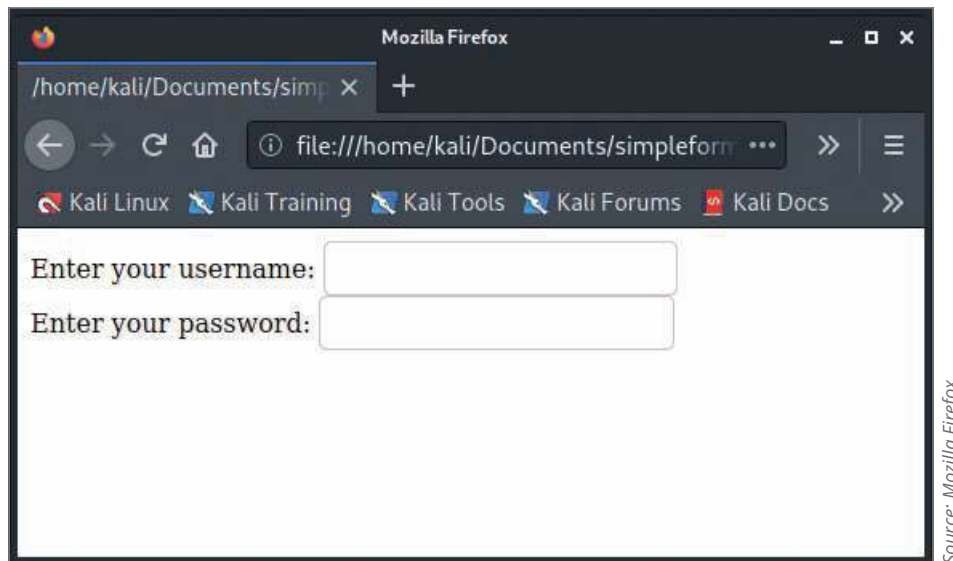 Mozilla Firefox
/home/kali/Documents/simp
file:///home/kali/Documents/simpleform
Kali Linux Kali Training Kali Tools Kali Forums Kali Docs
Enter your username:
Enter your password:
Source: Mozilla Firefox